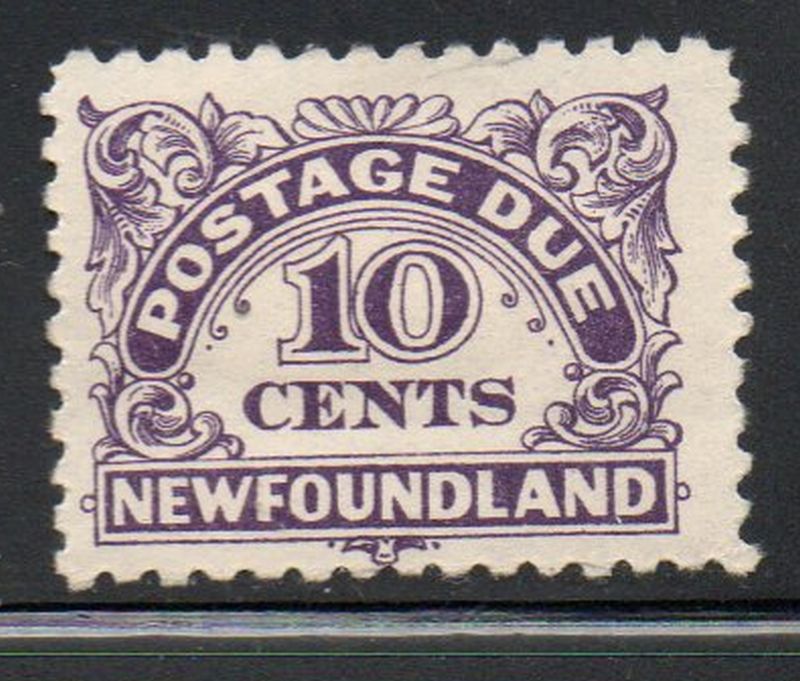 POSTAGE DUE
10
CENTS
NEWFOUNDLAND